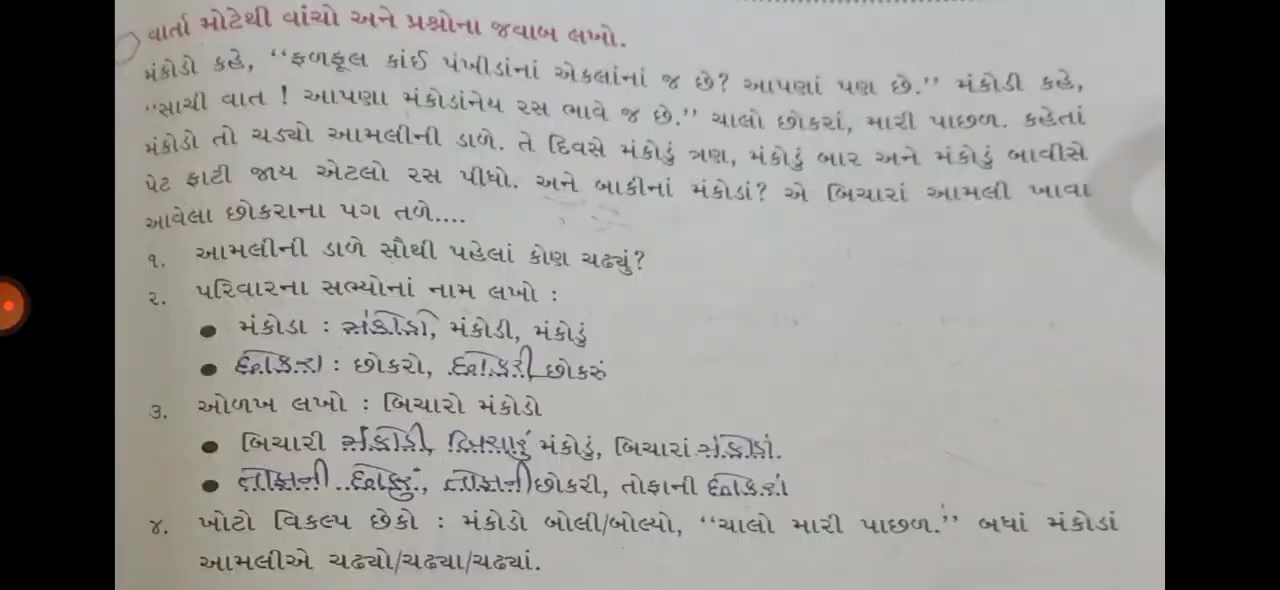 વાર્તા મોટેથી વાંચો અને પ્રશ્નોના જવાબ લખો.
મંકોડો કહે, “ફળફૂલ કાંઈ પંખીડાંનાં એકલાંનાં જ છે? આપણાં પણ છે.” મંકોડી કહે,
“સાચી વાત ! આપણા મંકોડાંનેય રસ ભાવે જ છે.” ચાલો છોકરાં, મારી પાછળ. કહેતાં
મંકોડો તો ચડ્યો આમલીની ડાળે. તે દિવસે મંકોડું ત્રણ, મંકોડું બાર અને મંકોડું બાવીસે
પેટ ફાટી જાય એટલો રસ પીધો. અને બાકીનાં મંકોડાં? એ બિચારાં આમલી ખાવા
આવેલા છોકરાના પગ તળે....
૧. આમલીની ડાળે સૌથી પહેલાં કોણ ચઢ્યું?
૨. પરિવારના સભ્યોનાં નામ લખો :
● મંકોડા : મંકોડો, મંકોડી, મંકોડું
● છોકરા : છોકરો, છોકરી, છોકરું
૩. ઓળખ લખો : બિચારો મંકોડો
● બિચારી મંકોડી, બિચારું મંકોડું, બિચારાં મંકોડાં.
● તોફાની છોકરું, તોફાની છોકરી, તોફાની છોકરાં
૪. ખોટો વિકલ્પ છેકો : મંકોડો બોલી/બોલ્યો, “ચાલો મારી પાછળ.” બધાં મંકોડાં
આમલીએ ચઢ્યો/ચઢ્યા/ચઢ્યાં.